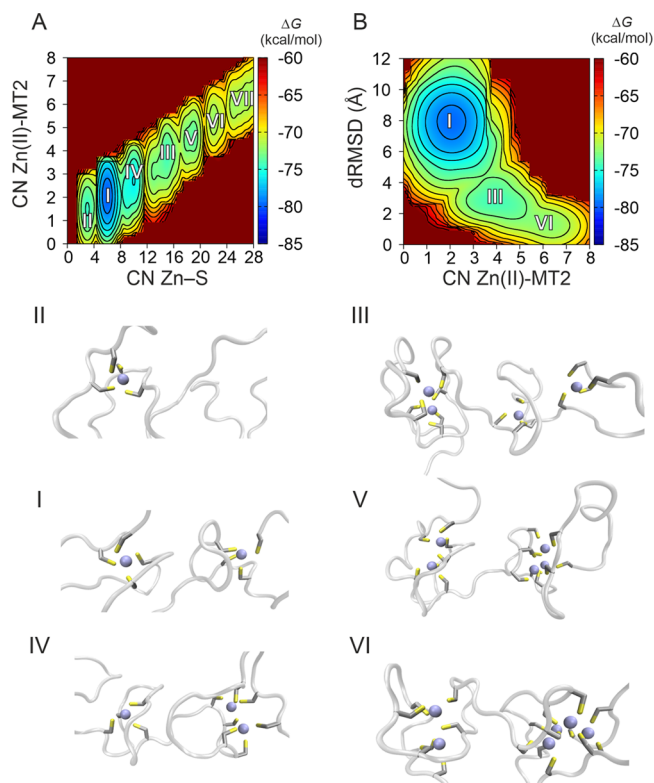 A
B
ΔG
(kcal/mol)
ΔG
(kcal/mol)
CN Zn(II)-MT2
8
7
6
5
4
3
2
1
0
0 4 8 12 16 20 24 28
CN Zn–S
II
I
IV
III
V
VI
VII
-60
-65
-70
-75
-80
-85
dRMSD (Å)
12
10
8
6
4
2
0
0 1 2 3 4 5 6 7 8
CN Zn(II)-MT2
I
III
VI
-60
-65
-70
-75
-80
-85
II
III
I
V
IV
VI